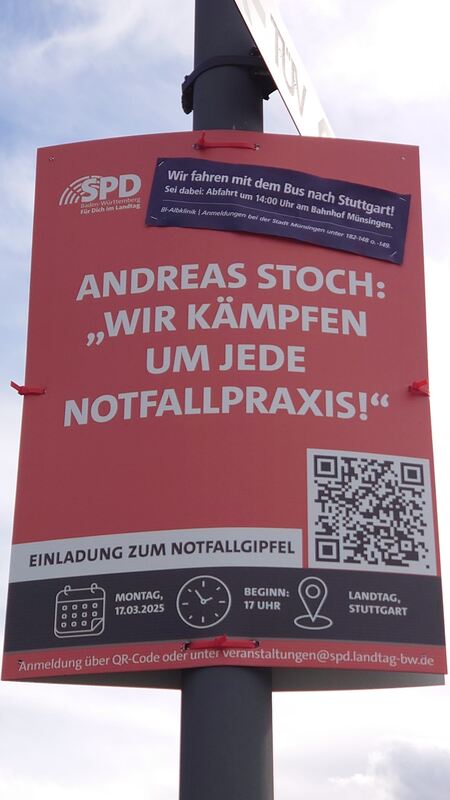 TÜV
SPD
Baden-Württemberg
Für Dich im Landtag
Wir fahren mit dem Bus nach Stuttgart!
Sei dabei: Abfahrt um 14:00 Uhr am Bahnhof Münsingen.
BI-Albklinik | Anmeldungen bei der Stadt Münsingen unter 182-148 o. -149.
ANDREAS STOCH:
„WIR KÄMPFEN
UM JEDE
NOTFALLPRAXIS!“
EINLADUNG ZUM NOTFALLGIPFEL
MONTAG,
17.03.2025
BEGINN:
17 UHR
LANDTAG,
STUTTGART
Anmeldung über QR-Code oder unter veranstaltungen@spd.landtag-bw.de